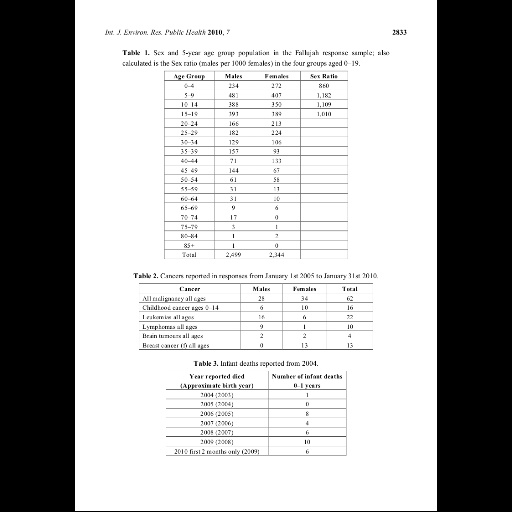 Int. J. Environ. Res. Public Health 2010, 7 2833
Table 1. Sex and 5-year age group population in the Fallujah response sample; also
calculated is the Sex ratio (males per 1000 females) in the four groups aged 0–19.
Age Group Males Females Sex Ratio
0–4 234 272 860
5–9 481 407 1,182
10–14 388 350 1,109
15–19 393 389 1,010
20–24 166 213
25–29 182 224
30–34 129 106
35–39 157 93
40–44 71 133
45–49 144 67
50–54 61 58
55–59 31 13
60–64 31 10
65–69 9 6
70–74 17 0
75–79 3 1
80–84 1 2
85+ 1 0
Total 2,499 2,344
Table 2. Cancers reported in responses from January 1st 2005 to January 31st 2010.
Cancer Males Females Total
All malignancy all ages 28 34 62
Childhood cancer ages 0–14 6 10 16
Leukemias all ages 16 6 22
Lymphomas all ages 9 1 10
Brain tumours all ages 2 2 4
Breast cancer (f) all ages 0 13 13
Table 3. Infant deaths reported from 2004.
Year reported died Number of infant deaths
(Approximate birth year) 0–1 years
2004 (2003) 1
2005 (2004) 0
2006 (2005) 8
2007 (2006) 4
2008 (2007) 6
2009 (2008) 10
2010 first 2 months only (2009) 6